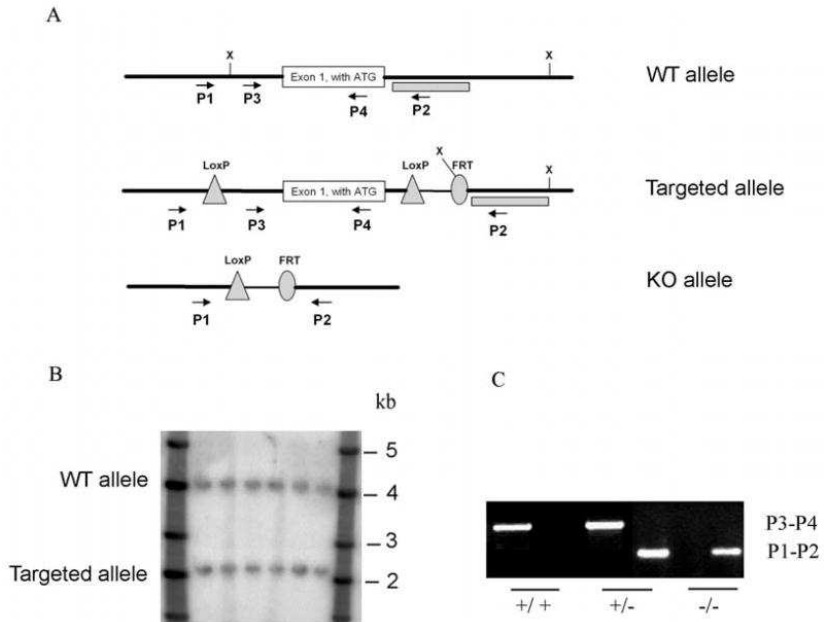 A
X X
Exon 1, with ATG
P1 P3 P4 P2
WT allele
LoxP LoxP X FRT X
Exon 1, with ATG
P1 P3 P4 P2
Targeted allele
LoxP FRT
P1 P2
KO allele
B
kb
5
WT allele
4
3
Targeted allele
2
C
P3-P4
P1-P2
+/ + +/- -/-